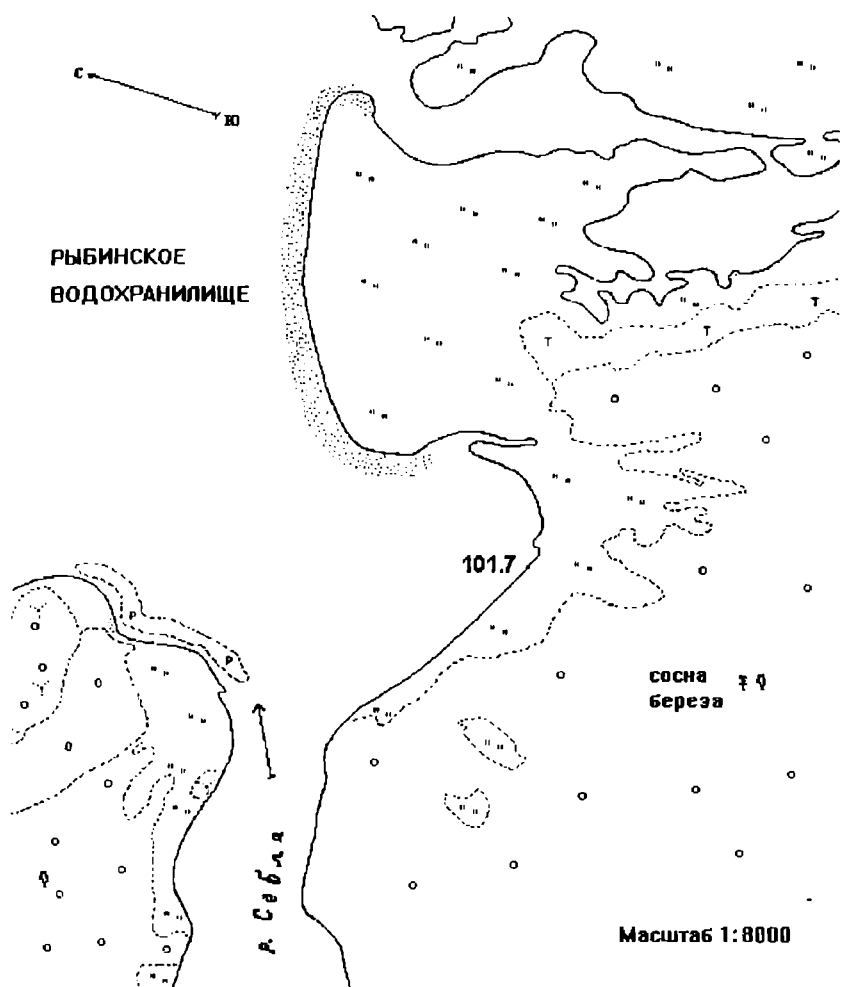 С
Ю
РЫБИНСКОЕ
ВОДОХРАНИЛИЩЕ
Т Т Т
101.7
Р
Р
сосна
береза
р. Себла
Масштаб 1:8000